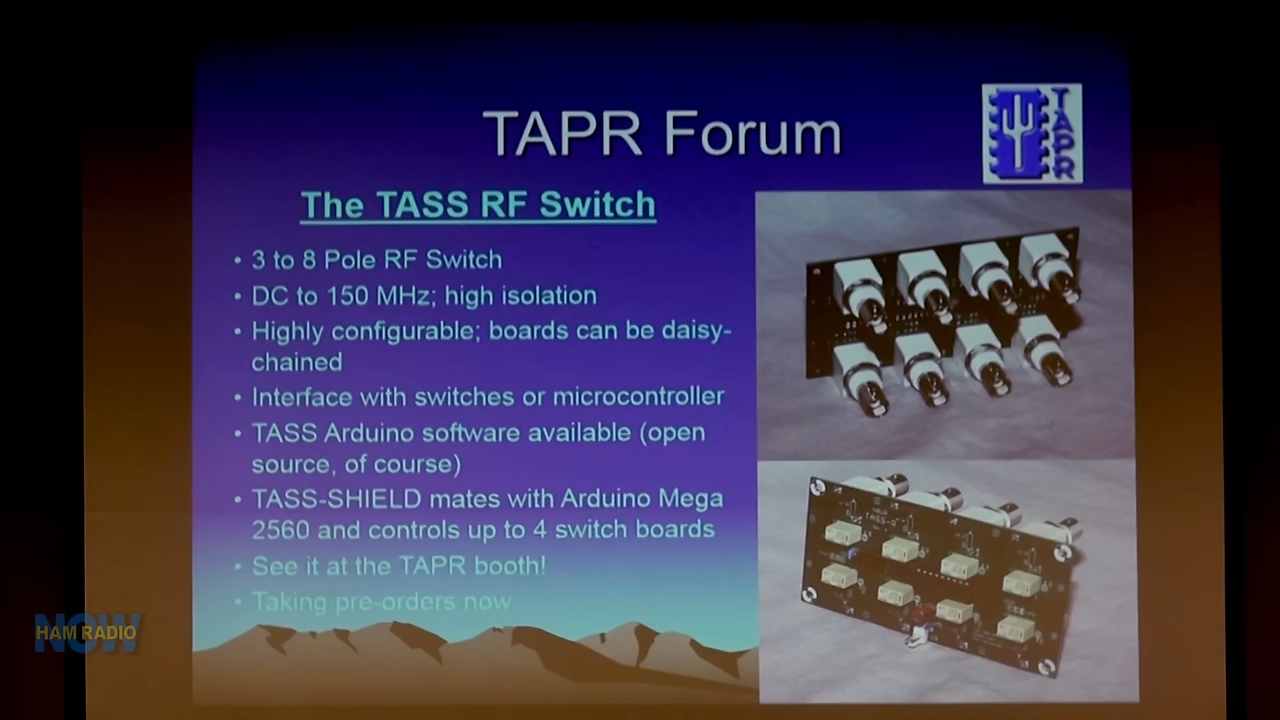 TAPR Forum
TAPR
The TASS RF Switch
• 3 to 8 Pole RF Switch
• DC to 150 MHz; high isolation
• Highly configurable; boards can be daisy-
chained
• Interface with switches or microcontroller
• TASS Arduino software available (open
source, of course)
• TASS-SHIELD mates with Arduino Mega
2560 and controls up to 4 switch boards
• See it at the TAPR booth!
• Taking pre-orders now
TASS-
HAM RADIO
NOW